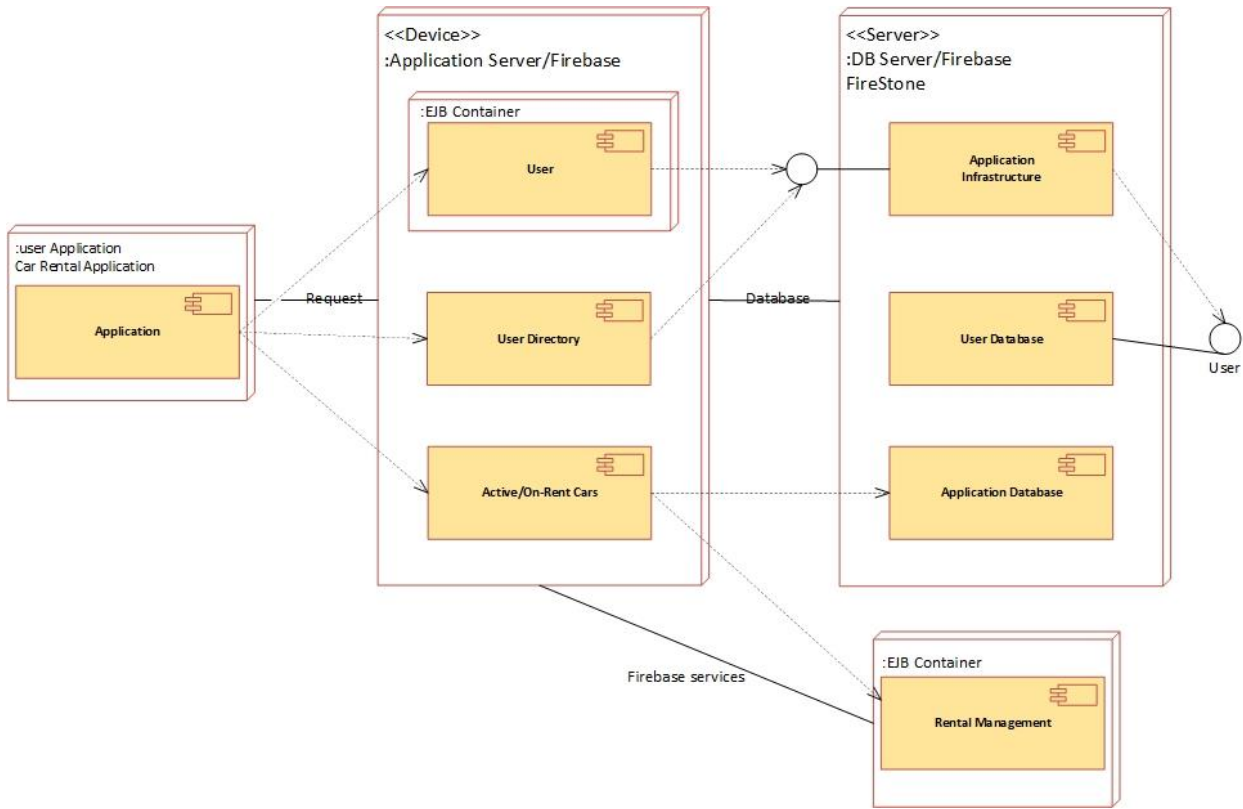 <<Device>>
:Application Server/Firebase
:EJB Container
User
User Directory
Active/On-Rent Cars
<<Server>>
:DB Server/Firebase
FireStone
Application
Infrastructure
User Database
Application Database
:user Application
Car Rental Application
Application
Request
Database
User
Firebase services
:EJB Container
Rental Management